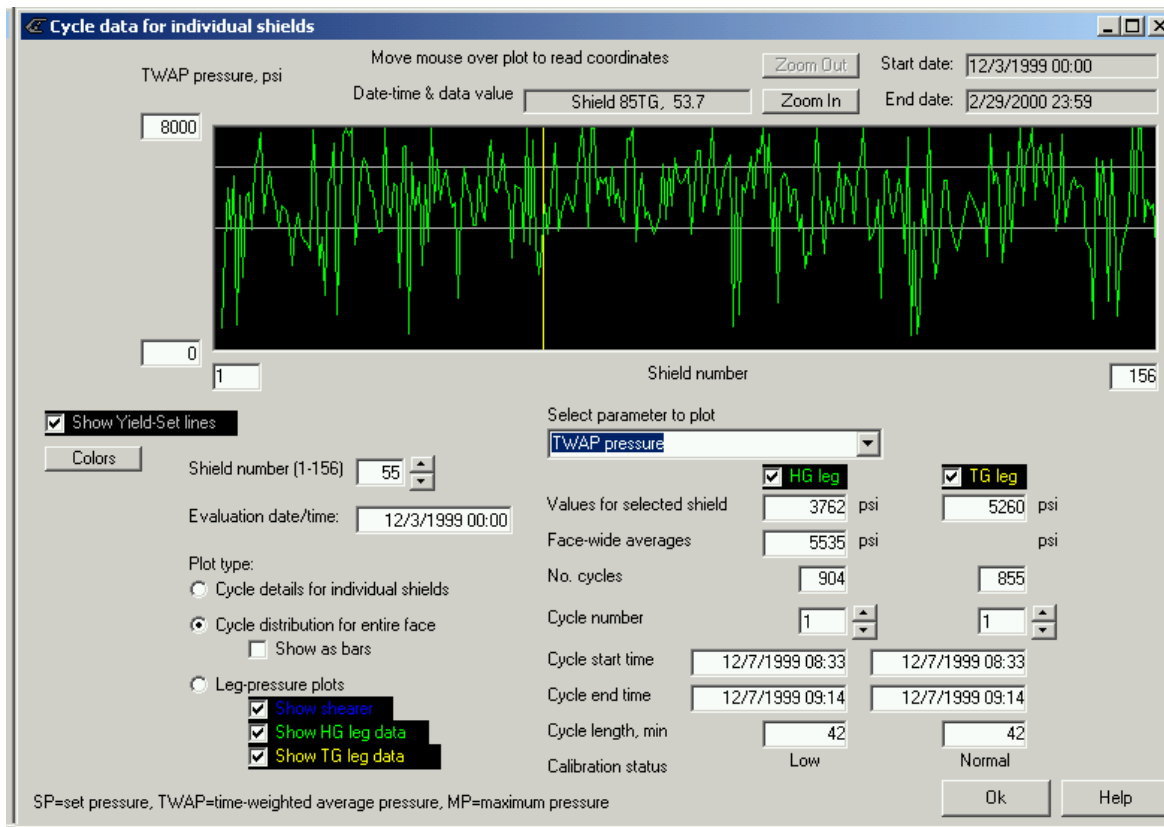 Cycle data for individual shields
Move mouse over plot to read coordinates
TWAP pressure, psi
Zoom Out
Start date: 12/3/1999 00:00
Date-time & data value Shield 85TG, 53.7
Zoom In
End date: 2/29/2000 23:59
8000
0
1
Shield number
156
Show Yield-Set lines
Colors
Shield number (1-156) 55
Evaluation date/time: 12/3/1999 00:00
Plot type:
Cycle details for individual shields
Cycle distribution for entire face
Show as bars
Leg-pressure plots
Show shearer
Show HG leg data
Show TG leg data
Select parameter to plot
TWAP pressure
HG leg TG leg
Values for selected shield 3762 psi 5260 psi
Face-wide averages 5535 psi psi
No. cycles 904 855
Cycle number 1 1
Cycle start time 12/7/1999 08:33 12/7/1999 08:33
Cycle end time 12/7/1999 09:14 12/7/1999 09:14
Cycle length, min 42 42
Calibration status Low Normal
SP=set pressure, TWAP=time-weighted average pressure, MP=maximum pressure
Ok
Help